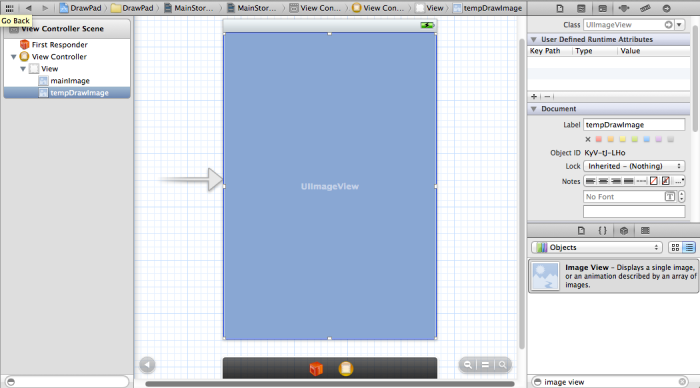 DrawPad DrawPad MainStor... MainStor... View Con... View Con... View tempDrawImage
Go Back
View Controller Scene
First Responder
View Controller
View
mainImage
tempDrawImage
UIImageView
Class UIImageView
User Defined Runtime Attributes
Key Path Type Value
Document
Label tempDrawImage
Object ID KyV-tJ-LHo
Lock Inherited - (Nothing)
Notes
No Font
Objects
Image View - Displays a single image,
or an animation described by an array of
images.
image view